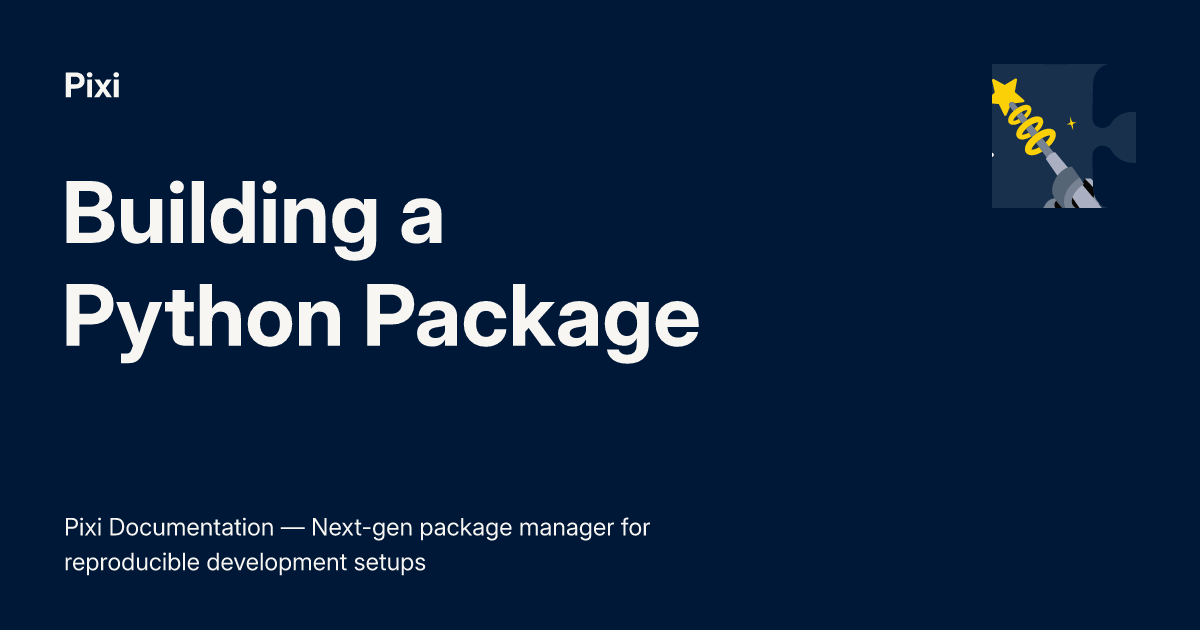 Pixi
Building a
Python Package
Pixi Documentation — Next-gen package manager for
reproducible development setups